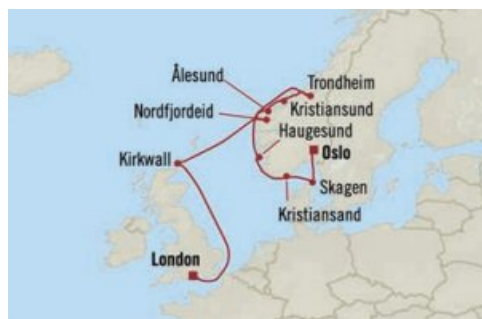 Ålesund
Trondheim
Nordfjordeid
Kristiansund
Haugesund
Oslo
Kirkwall
Skagen
Kristiansand
London